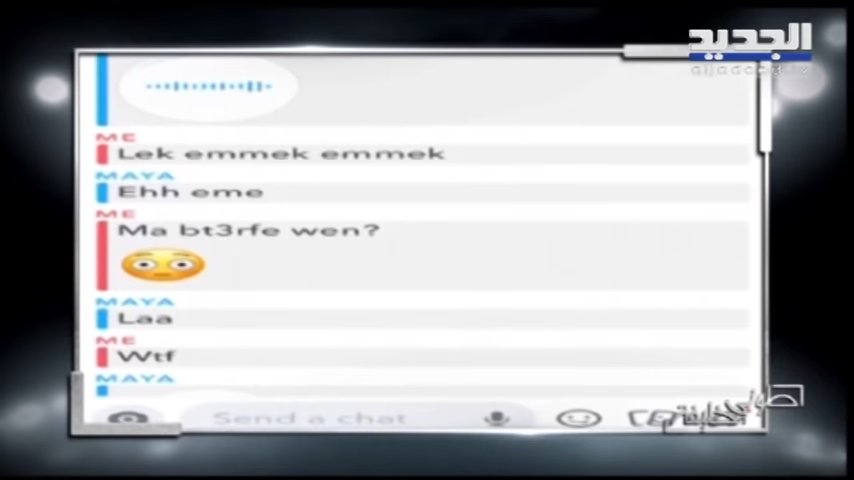 الجديد
ME
Lek emmek emmek
MAYA
Ehh eme
ME
Ma bt3rfe wen?
MAYA
Laa
ME
Wtf
MAYA
Send a chat